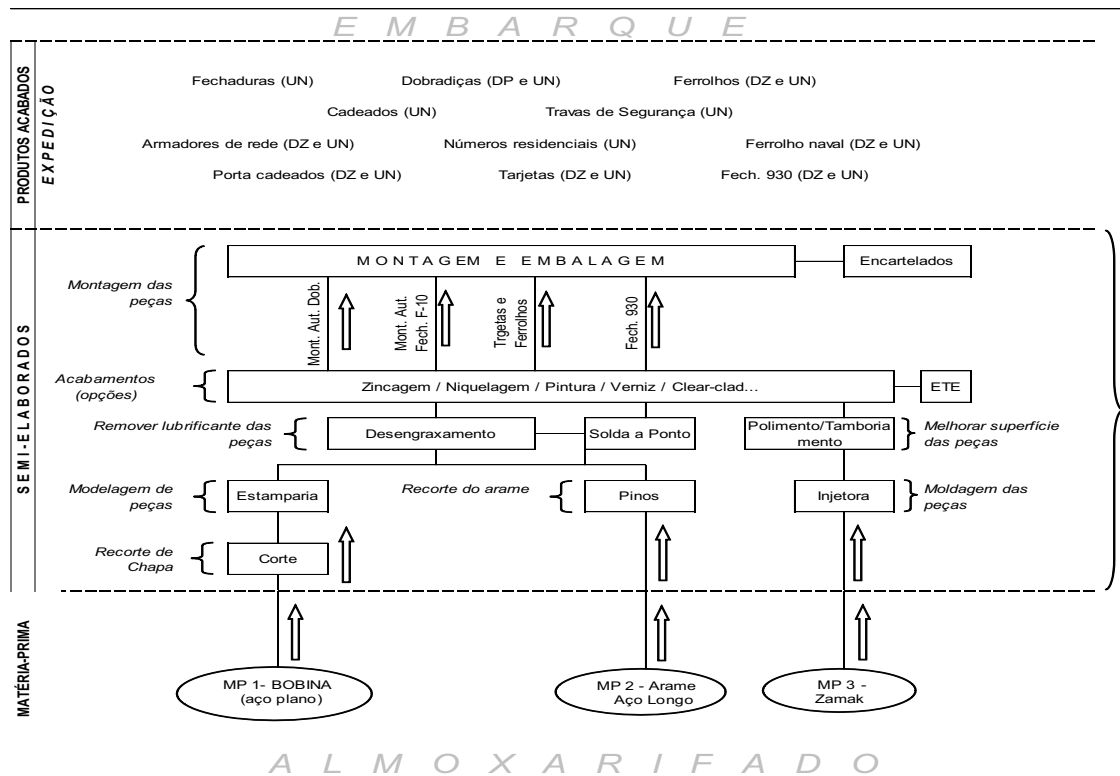 E M B A R Q U E
PRODUTOS ACABADOS
EXPEDIÇÃO
Fechaduras (UN)
Dobradiças (DP e UN)
Ferrolhos (DZ e UN)
Cadeados (UN)
Travas de Segurança (UN)
Armadores de rede (DZ e UN)
Números residenciais (UN)
Ferrolho naval (DZ e UN)
Porta cadeados (DZ e UN)
Tarjetas (DZ e UN)
Fech. 930 (DZ e UN)
SEMI-ELABORADOS
Montagem das
peças
M O N T A G E M E E M B A L A G E M
Encartelados
Mont. Aut. Dob.
Mont. Aut.
Fech. F-10
Trgetas e
Ferrolhos
Fech. 930
Acabamentos
(opções)
Zincagem / Niquelagem / Pintura / Verniz / Clear-clad...
ETE
Remover lubrificante das
peças
Desengraxamento
Solda a Ponto
Polimento/Tamboria
mento
Melhorar superfície
das peças
Modelagem de
peças
Estamparia
Recorte do arame
Pinos
Injetora
Moldagem das
peças
Recorte de
Chapa
Corte
MATÉRIA-PRIMA
MP 1- BOBINA
(aço plano)
MP 2 - Arame
Aço Longo
MP 3 -
Zamak
A L M O X A R I F A D O